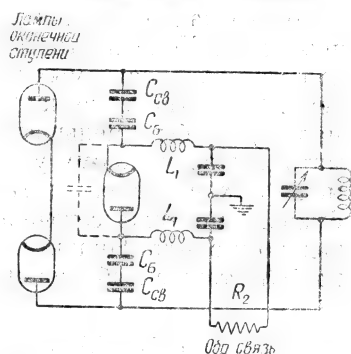 Лампы
оконечной
ступени
Cсв
Cб
L₁
L₁
Cб
Cсв
R₂
Обр связь